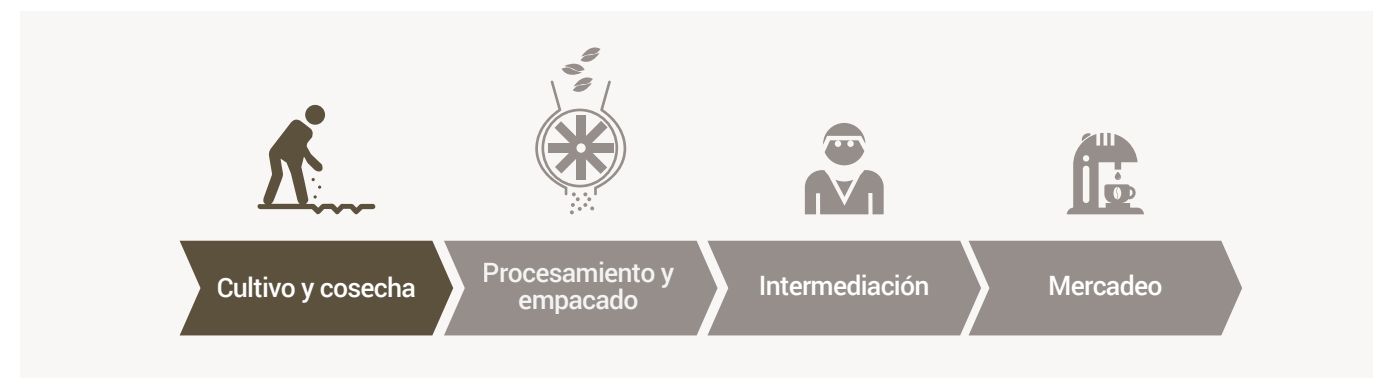 Cultivo y cosecha
Procesamiento y
empacado
Intermediación
Mercadeo